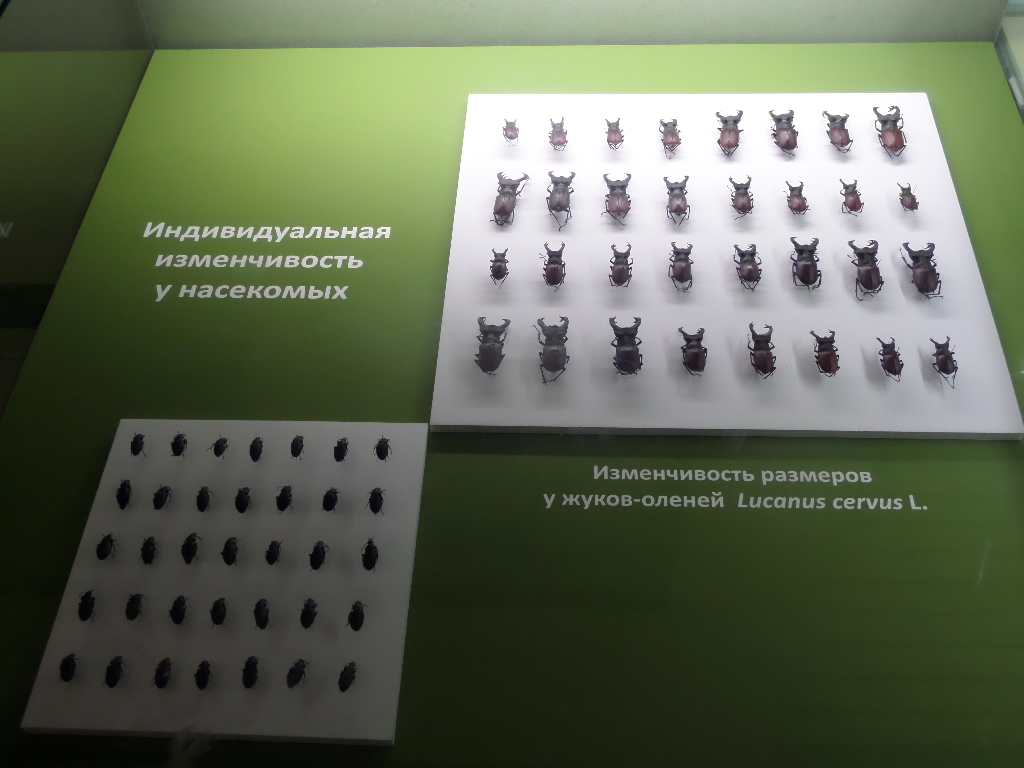 Индивидуальная
изменчивость
у насекомых
Изменчивость размеров
у жуков-оленей Lucanus cervus L.